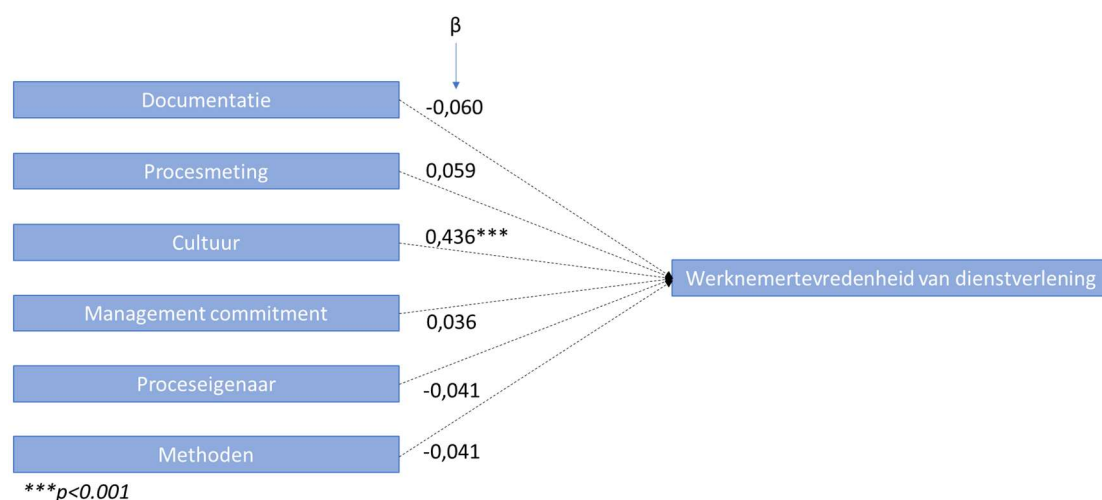 β
Documentatie
-0,060
Procesmeting
0,059
Cultuur
0,436***
Management commitment
0,036
Proceseigenaar
-0,041
Methoden
-0,041
Werknemertevredenheid van dienstverlening
***p<0.001